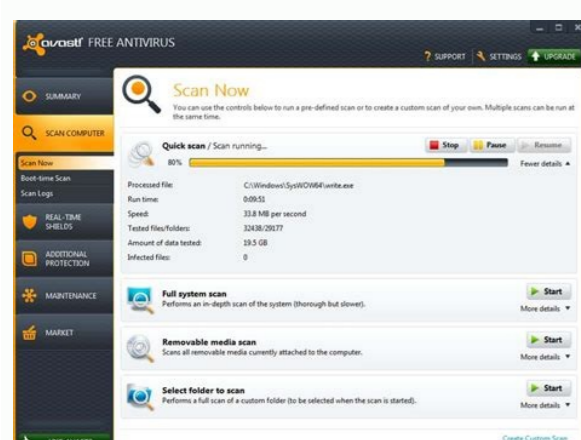 avast! FREE ANTIVIRUS
? SUPPORT SETTINGS UPGRADE
SUMMARY
SCAN COMPUTER
Scan Now
Boot-time Scan
Scan Logs
REAL-TIME
SHIELDS
ADDITIONAL
PROTECTION
MAINTENANCE
MARKET
Scan Now
You can use the controls below to run a pre-defined scan or to create a custom scan of your own. Multiple scans can be run at
the same time.
Quick scan / Scan running...
Stop Pause Resume
80%
Fewer details
Processed file: C:\Windows\SysWOW64\write.exe
Run time: 0:09:51
Speed: 33.8 MB per second
Tested files/folders: 32438/29177
Amount of data tested: 19.5 GB
Infected files: 0
Full system scan
Performs an in-depth scan of the system (thorough but slower).
Start
More details
Removable media scan
Scans all removable media currently attached to the computer.
Start
More details
Select folder to scan
Performs a full scan of a custom folder (to be selected when the scan is started).
Start
More details
Create Custom Scan